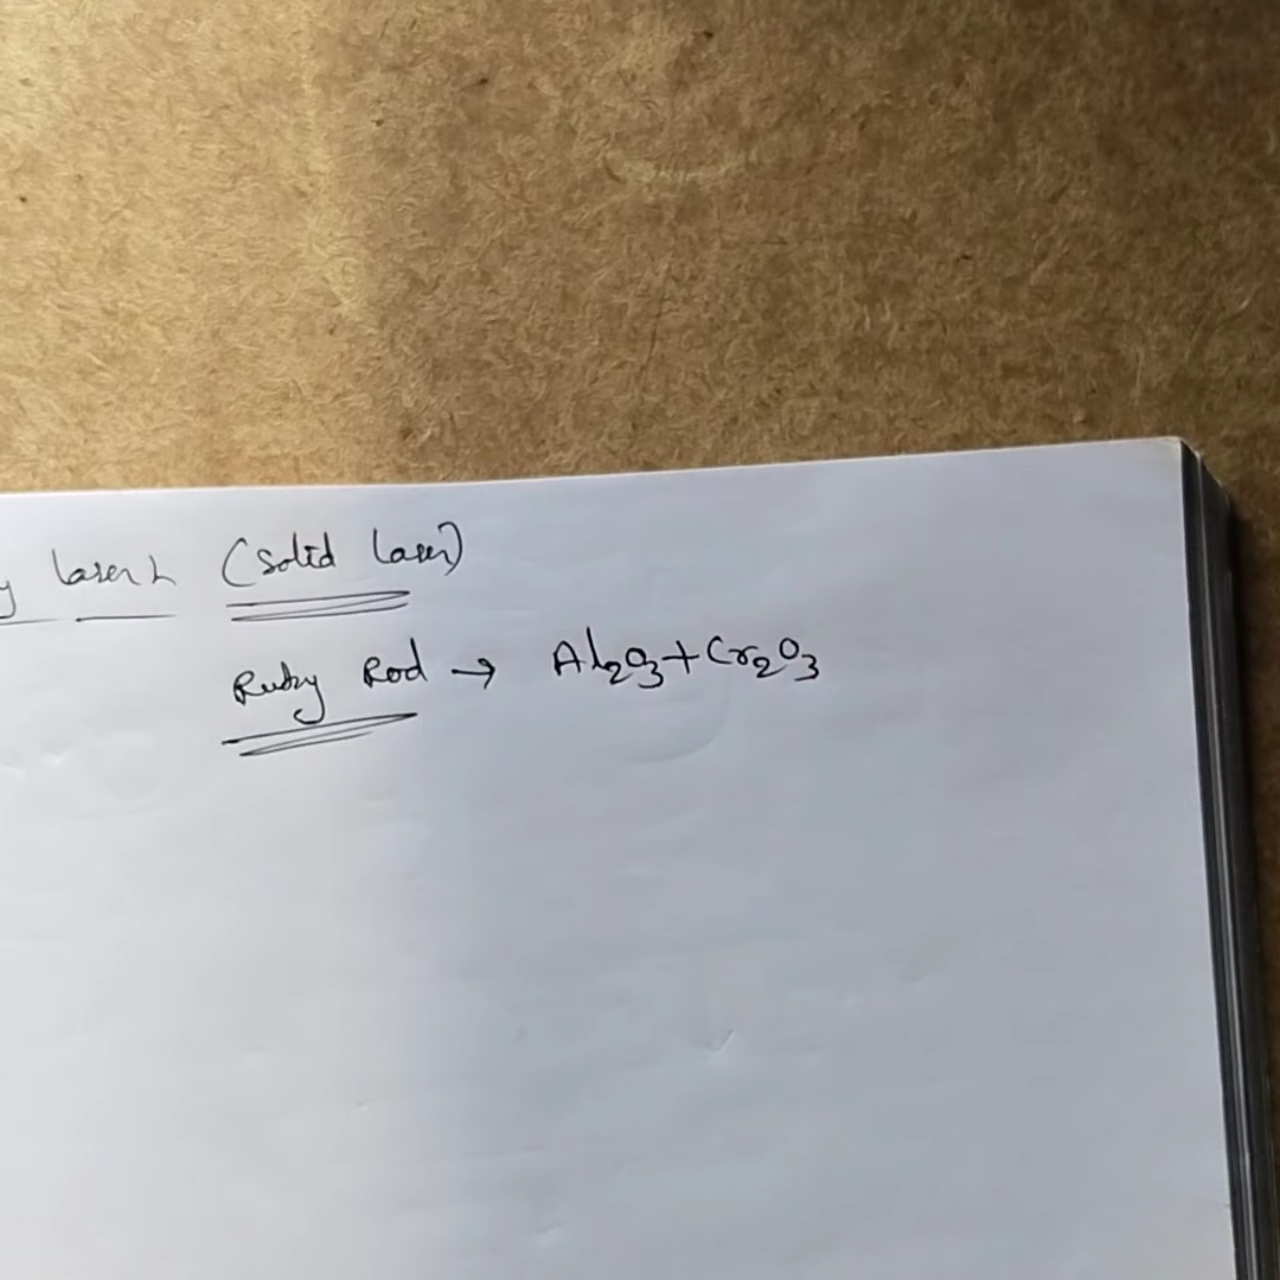 y laser (Solid laser)
Ruby Rod → Al₂O₃+Cr₂O₃